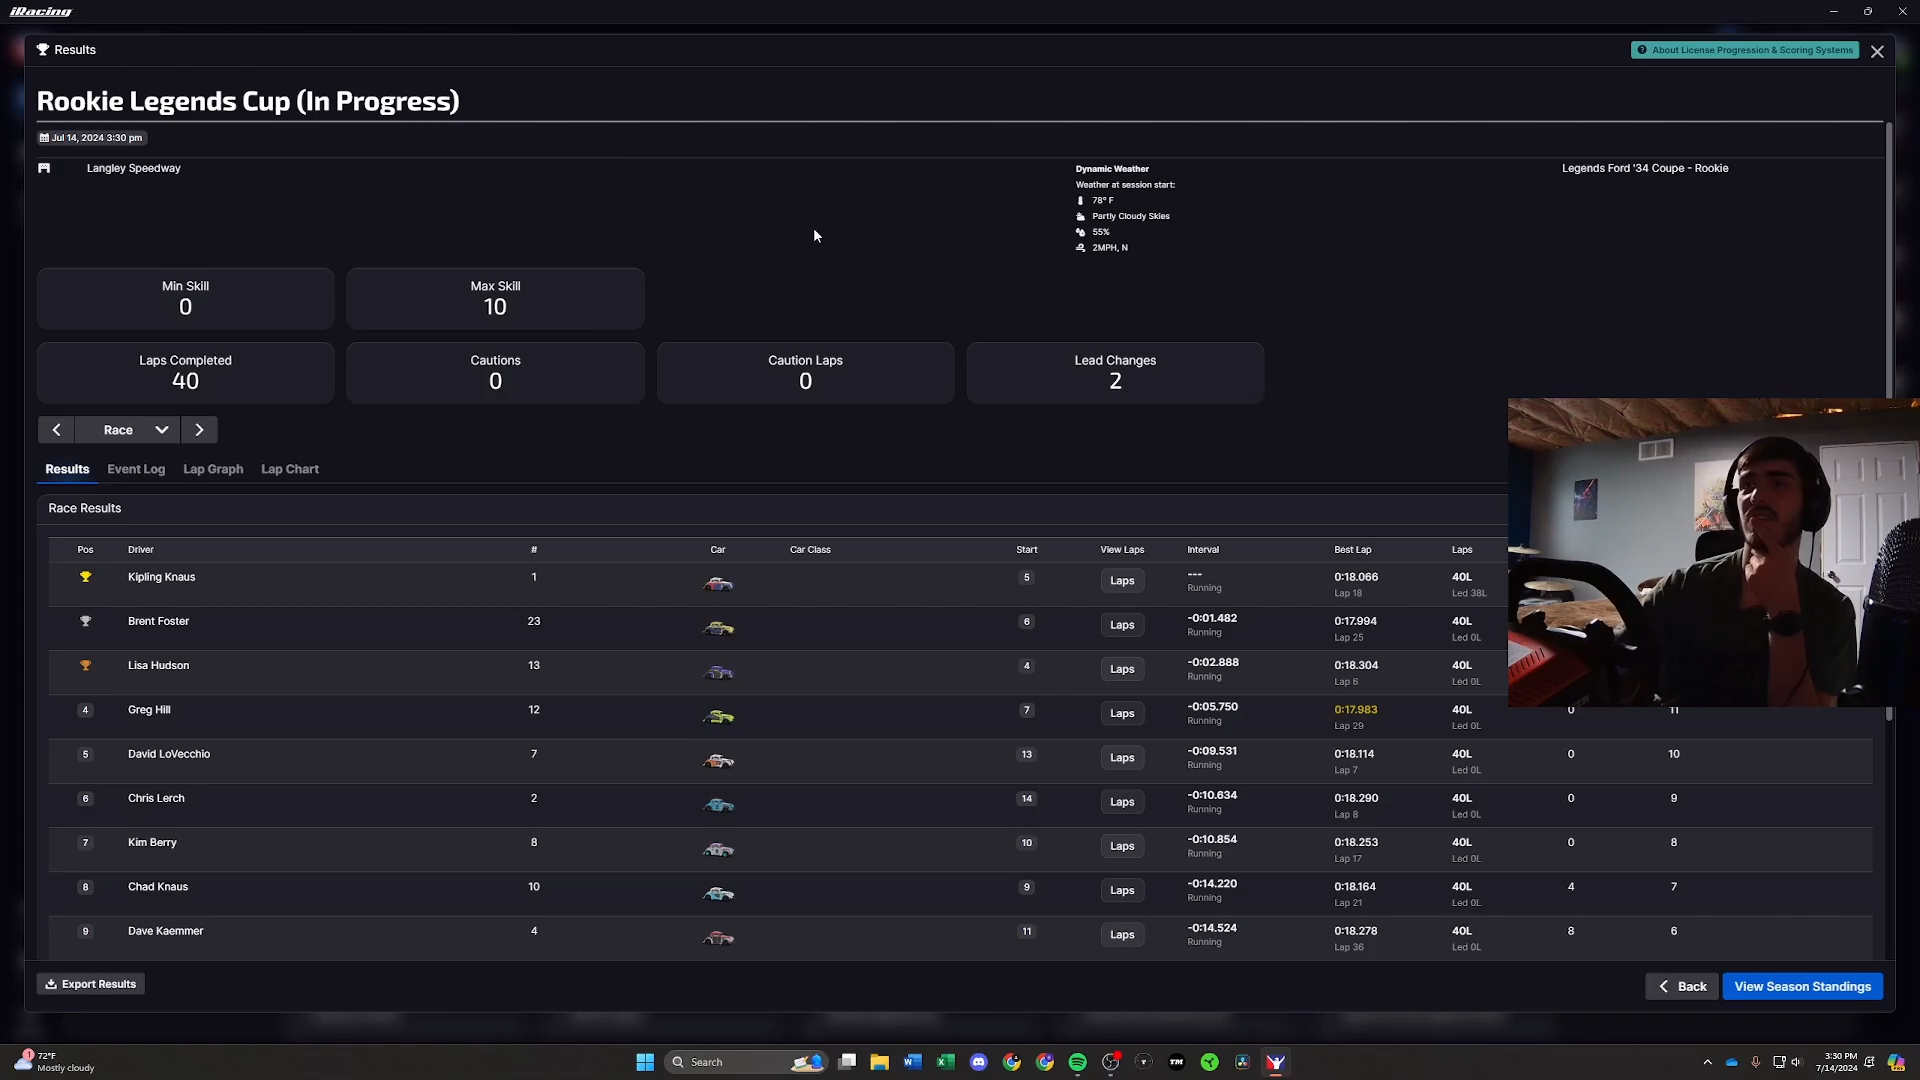 iRacing
Results
About License Progression & Scoring Systems
Rookie Legends Cup (In Progress)
Jul 14, 2024 3:30 pm
Langley Speedway
Dynamic Weather
Weather at session start:
78° F
Partly Cloudy Skies
55%
2MPH, N
Legends Ford '34 Coupe - Rookie
Min Skill
0
Max Skill
10
Laps Completed
40
Cautions
0
Caution Laps
0
Lead Changes
2
Race
Results Event Log Lap Graph Lap Chart
Race Results
Pos Driver # Car Car Class Start View Laps Interval Best Lap Laps
Kipling Knaus 1 5 Laps --- 0:18.066 40L
Running Lap 18 Led 38L
Brent Foster 23 6 Laps -0:01.482 0:17.994 40L
Running Lap 25 Led 0L
Lisa Hudson 13 4 Laps -0:02.888 0:18.304 40L
Running Lap 6 Led 0L
4 Greg Hill 12 7 Laps -0:05.750 0:17.983 40L 0 11
Running Lap 29 Led 0L
5 David LoVecchio 7 13 Laps -0:09.531 0:18.114 40L 0 10
Running Lap 7 Led 0L
6 Chris Lerch 2 14 Laps -0:10.634 0:18.290 40L 0 9
Running Lap 8 Led 0L
7 Kim Berry 8 10 Laps -0:10.854 0:18.253 40L 0 8
Running Lap 17 Led 0L
8 Chad Knaus 10 9 Laps -0:14.220 0:18.164 40L 4 7
Running Lap 21 Led 0L
9 Dave Kaemmer 4 11 Laps -0:14.524 0:18.278 40L 8 6
Running Lap 36 Led 0L
Export Results
Back
View Season Standings
1
72°F
Mostly cloudy
Search
TM
3:30 PM
7/14/2024